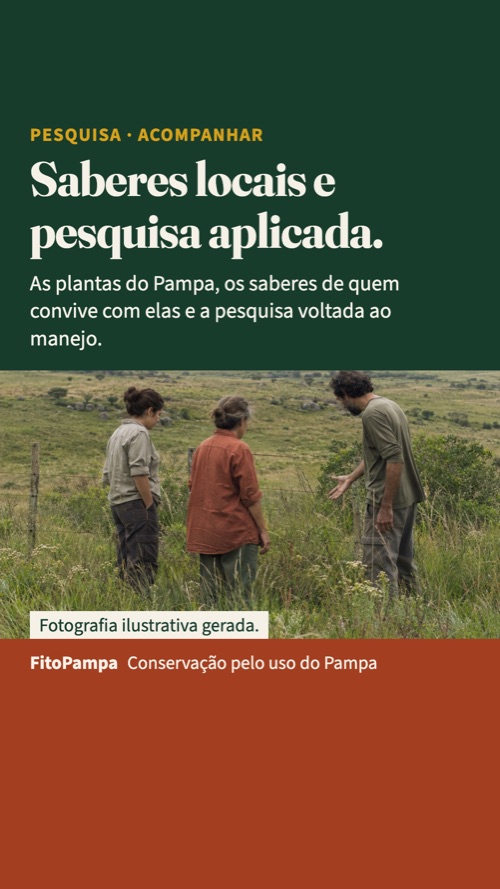 PESQUISA · ACOMPANHAR
Saberes locais e
pesquisa aplicada.
As plantas do Pampa, os saberes de quem
convive com elas e a pesquisa voltada ao
manejo.
Fotografia ilustrativa gerada.
FitoPampa Conservação pelo uso do Pampa